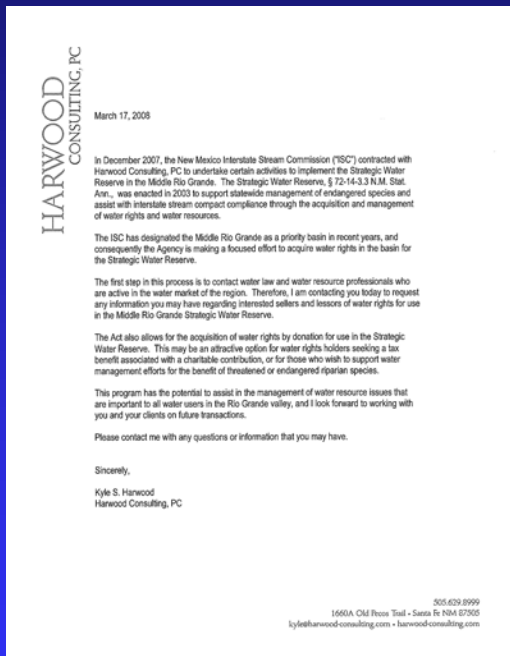 HARWOOD
CONSULTING, PC
March 17, 2008
In December 2007, the New Mexico Interstate Stream Commission ("ISC") contracted with
Harwood Consulting, PC to undertake certain activities to implement the Strategic Water
Reserve in the Middle Rio Grande. The Strategic Water Reserve, § 72-14-3.3 N.M. Stat.
Ann., was enacted in 2003 to support statewide management of endangered species and
assist with interstate stream compact compliance through the acquisition and management
of water rights and water resources.
The ISC has designated the Middle Rio Grande as a priority basin in recent years, and
consequently the Agency is making a focused effort to acquire water rights in the basin for
the Strategic Water Reserve.
The first step in this process is to contact water law and water resource professionals who
are active in the water market of the region. Therefore, I am contacting you today to request
any information you may have regarding interested sellers and lessors of water rights for use
in the Middle Rio Grande Strategic Water Reserve.
The Act also allows for the acquisition of water rights by donation for use in the Strategic
Water Reserve. This may be an attractive option for water rights holders seeking a tax
benefit associated with a charitable contribution, or for those who wish to support water
management efforts for the benefit of threatened or endangered riparian species.
This program has the potential to assist in the management of water resource issues that
are important to all water users in the Rio Grande valley, and I look forward to working with
you and your clients on future transactions.
Please contact me with any questions or information that you may have.
Sincerely,
Kyle S. Harwood
Harwood Consulting, PC
505.629.8999
1660A Old Pecos Trail • Santa Fe NM 87505
kyle@harwood-consulting.com • harwood-consulting.com